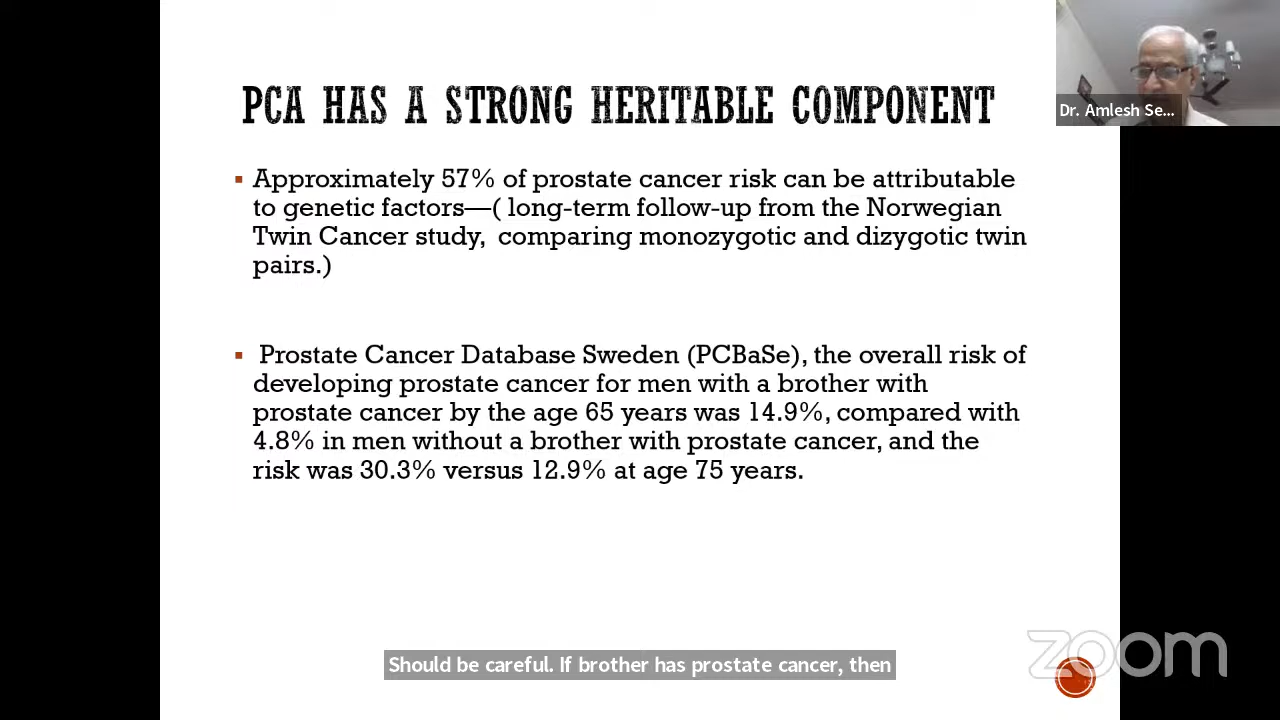 PCA HAS A STRONG HERITABLE COMPONENT
Dr. Amlesh Se...
▪ Approximately 57% of prostate cancer risk can be attributable
to genetic factors—( long-term follow-up from the Norwegian
Twin Cancer study, comparing monozygotic and dizygotic twin
pairs.)
▪ Prostate Cancer Database Sweden (PCBaSe), the overall risk of
developing prostate cancer for men with a brother with
prostate cancer by the age 65 years was 14.9%, compared with
4.8% in men without a brother with prostate cancer, and the
risk was 30.3% versus 12.9% at age 75 years.
Should be careful. If brother has prostate cancer, then
zoom